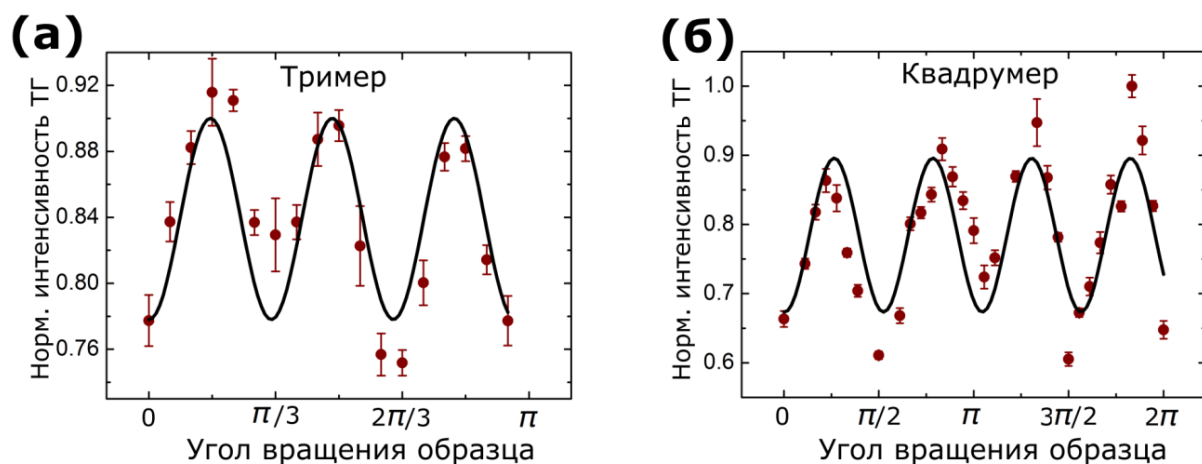 (а)
Тример
Норм. интенсивность ТГ
0.92
0.88
0.84
0.80
0.76
0
π/3
2π/3
π
Угол вращения образца
(б)
Квадрумер
Норм. интенсивность ТГ
1.0
0.9
0.8
0.7
0.6
0
π/2
π
3π/2
2π
Угол вращения образца